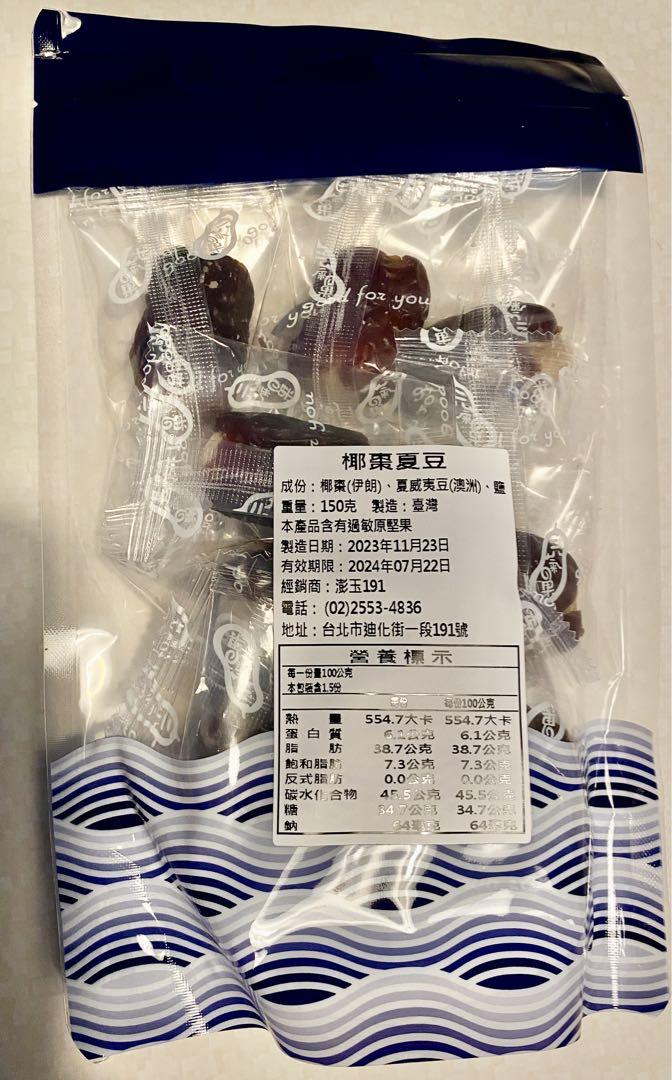 good for you
椰棗夏豆
成份：椰棗(伊朗)、夏威夷豆(澳洲)、鹽
重量：150克 製造：臺灣
本產品含有過敏原堅果
製造日期：2023年11月23日
有效期限：2024年07月22日
經銷商：澎玉191
電話： (02)2553-4836
地址：台北市迪化街一段191號
營養標示
每一份量100公克
本包裝含1.5份
每份 每份100公克
熱量 554.7大卡 554.7大卡
蛋白質 6.1公克 6.1公克
脂肪 38.7公克 38.7公克
飽和脂肪 7.3公克 7.3公克
反式脂肪 0.0公克 0.0公克
碳水化合物 45.5公克 45.5公克
糖 34.7公克 34.7公克
鈉 64毫克 64毫克